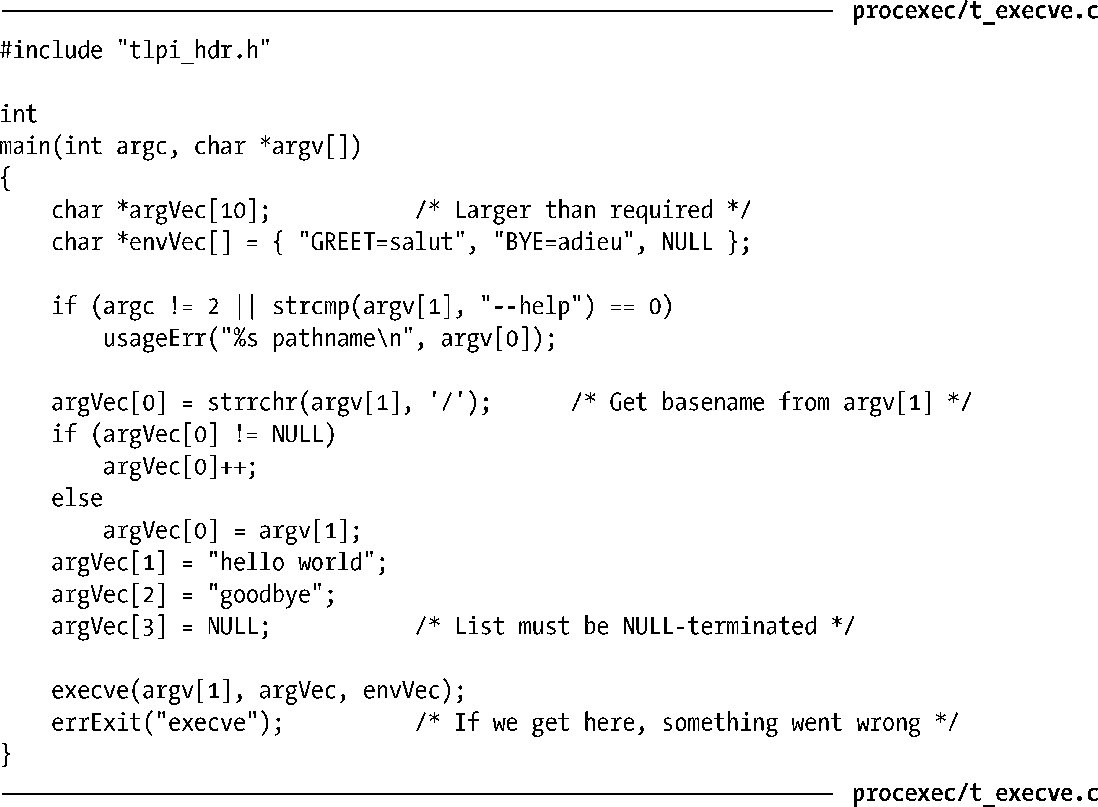 procexec/t_execve.c
#include "tlpi_hdr.h"
int
main(int argc, char *argv[])
{
    char *argVec[10];           /* Larger than required */
    char *envVec[] = { "GREET=salut", "BYE=adieu", NULL };
    if (argc != 2 || strcmp(argv[1], "--help") == 0)
        usageErr("%s pathname\n", argv[0]);
    argVec[0] = strrchr(argv[1], '/');      /* Get basename from argv[1] */
    if (argVec[0] != NULL)
        argVec[0]++;
    else
        argVec[0] = argv[1];
    argVec[1] = "hello world";
    argVec[2] = "goodbye";
    argVec[3] = NULL;           /* List must be NULL-terminated */
    execve(argv[1], argVec, envVec);
    errExit("execve");          /* If we get here, something went wrong */
}
procexec/t_execve.c